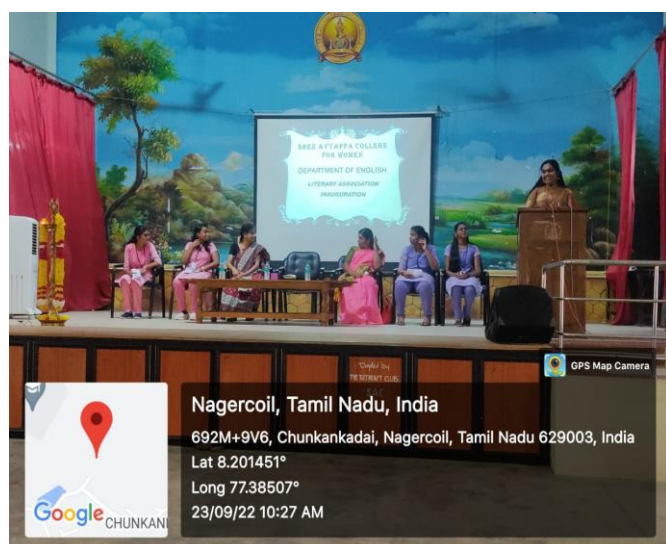 SREE AYYAPPA COLLEGE
FOR WOMEN
DEPARTMENT OF ENGLISH
LITERARY ASSOCIATION
INAUGURATION
Donated by
GPS Map Camera
Nagercoil, Tamil Nadu, India
692M+9V6, Chunkankadai, Nagercoil, Tamil Nadu 629003, India
Lat 8.201451°
Long 77.38507°
23/09/22 10:27 AM
Google
CHUNKAN